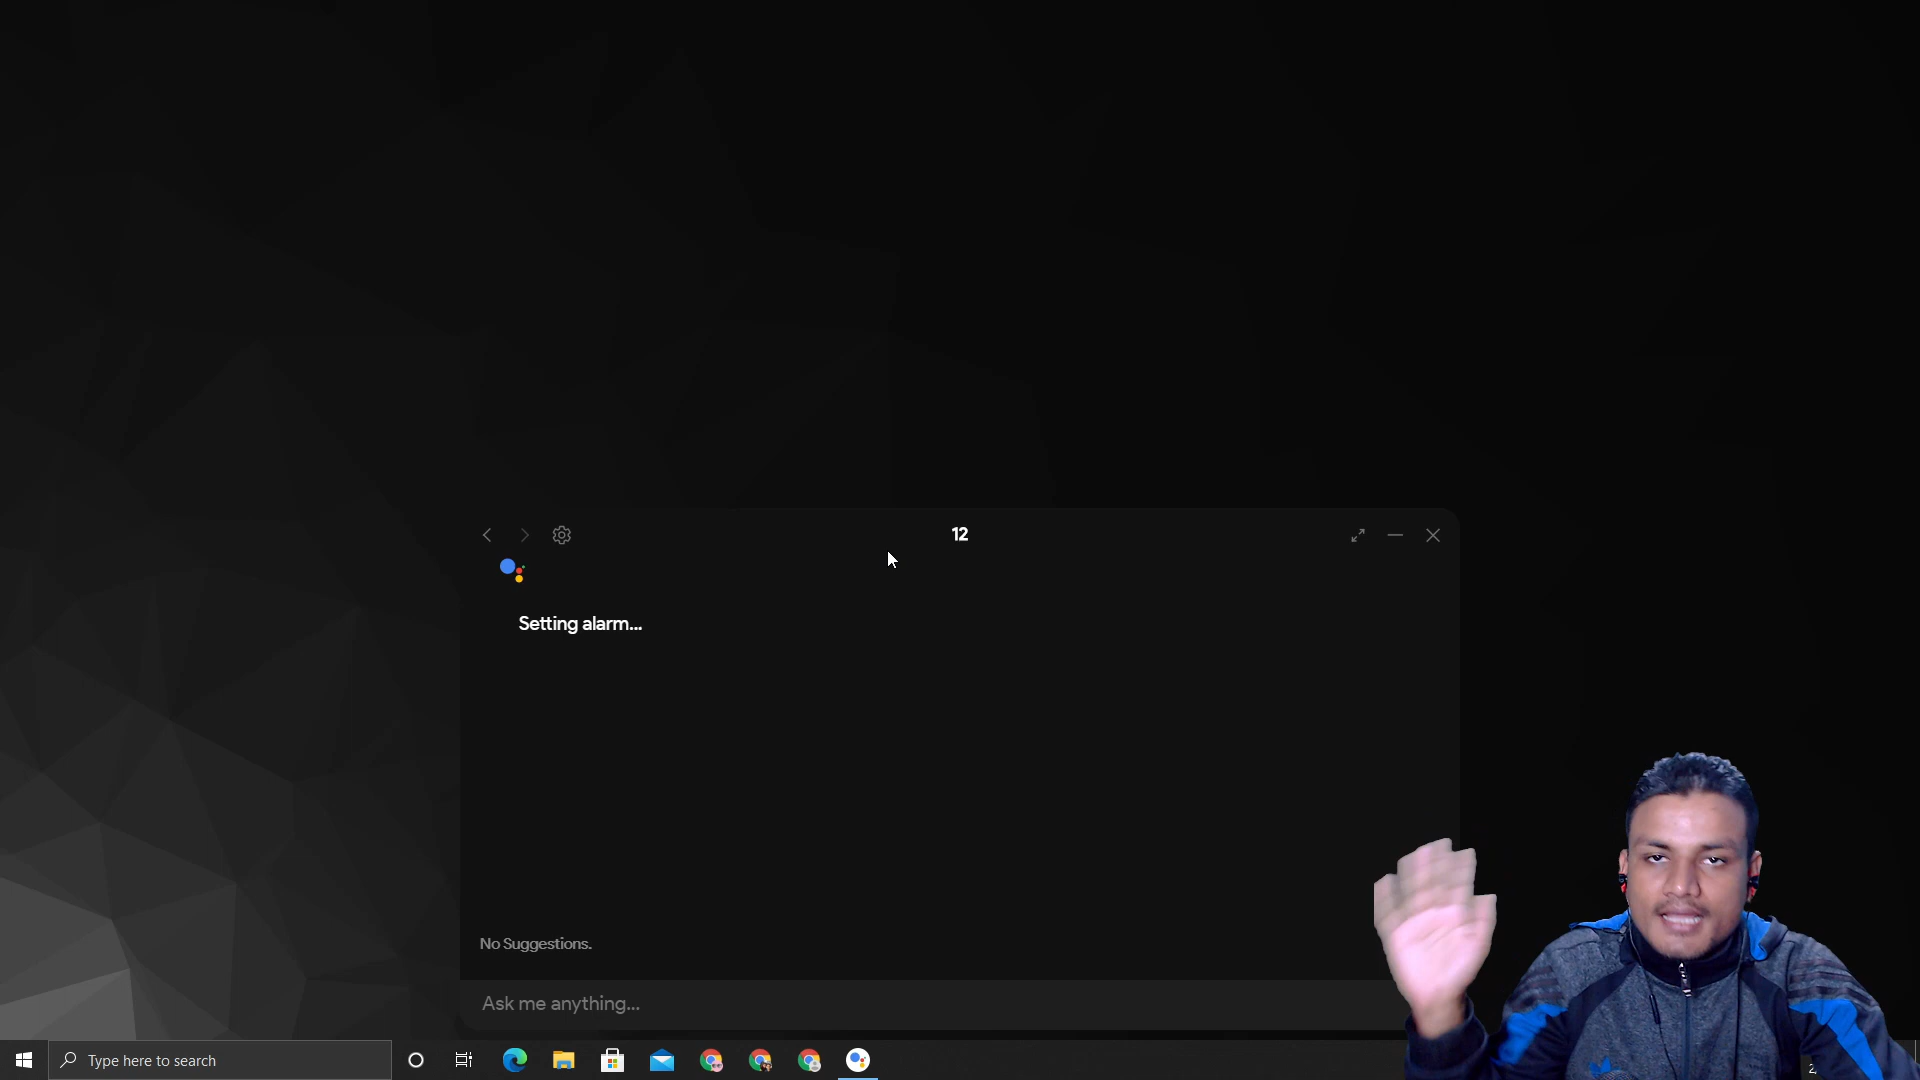 12
Setting alarm...
No Suggestions.
Ask me anything...
Type here to search